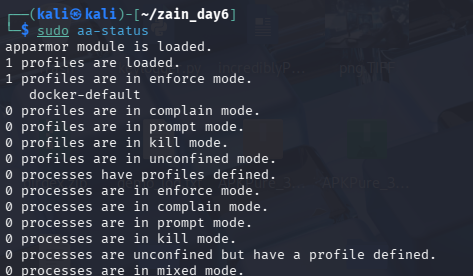 ┌──(kali㉿kali)-[~/zain_day6]
└─$ sudo aa-status
apparmor module is loaded.
1 profiles are loaded.
1 profiles are in enforce mode.
   docker-default
0 profiles are in complain mode.
0 profiles are in prompt mode.
0 profiles are in kill mode.
0 profiles are in unconfined mode.
0 processes have profiles defined.
0 processes are in enforce mode.
0 processes are in complain mode.
0 processes are in prompt mode.
0 processes are in kill mode.
0 processes are unconfined but have a profile defined.
0 processes are in mixed mode.